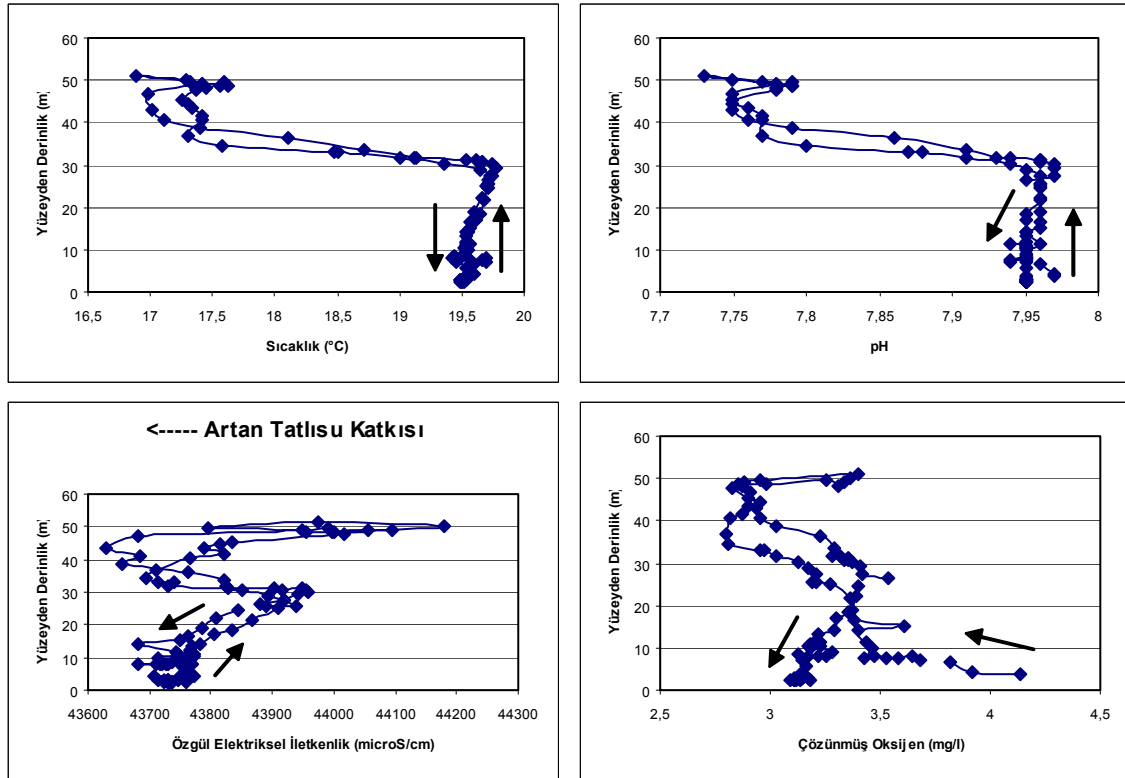 60
50
40
30
20
10
0
16,5 17 17,5 18 18,5 19 19,5 20
Yüzeyden Derinlik (m)
Sıcaklık (°C)
60
50
40
30
20
10
0
7,7 7,75 7,8 7,85 7,9 7,95 8
Yüzeyden Derinlik (m)
pH
<----- Artan Tatlısu Katkısı
60
50
40
30
20
10
0
43600 43700 43800 43900 44000 44100 44200 44300
Yüzeyden Derinlik (m)
Özgül Elektriksel İletkenlik (microS/cm)
60
50
40
30
20
10
0
2,5 3 3,5 4 4,5
Yüzeyden Derinlik (m)
Çözünmüş Oksijen (mg/l)